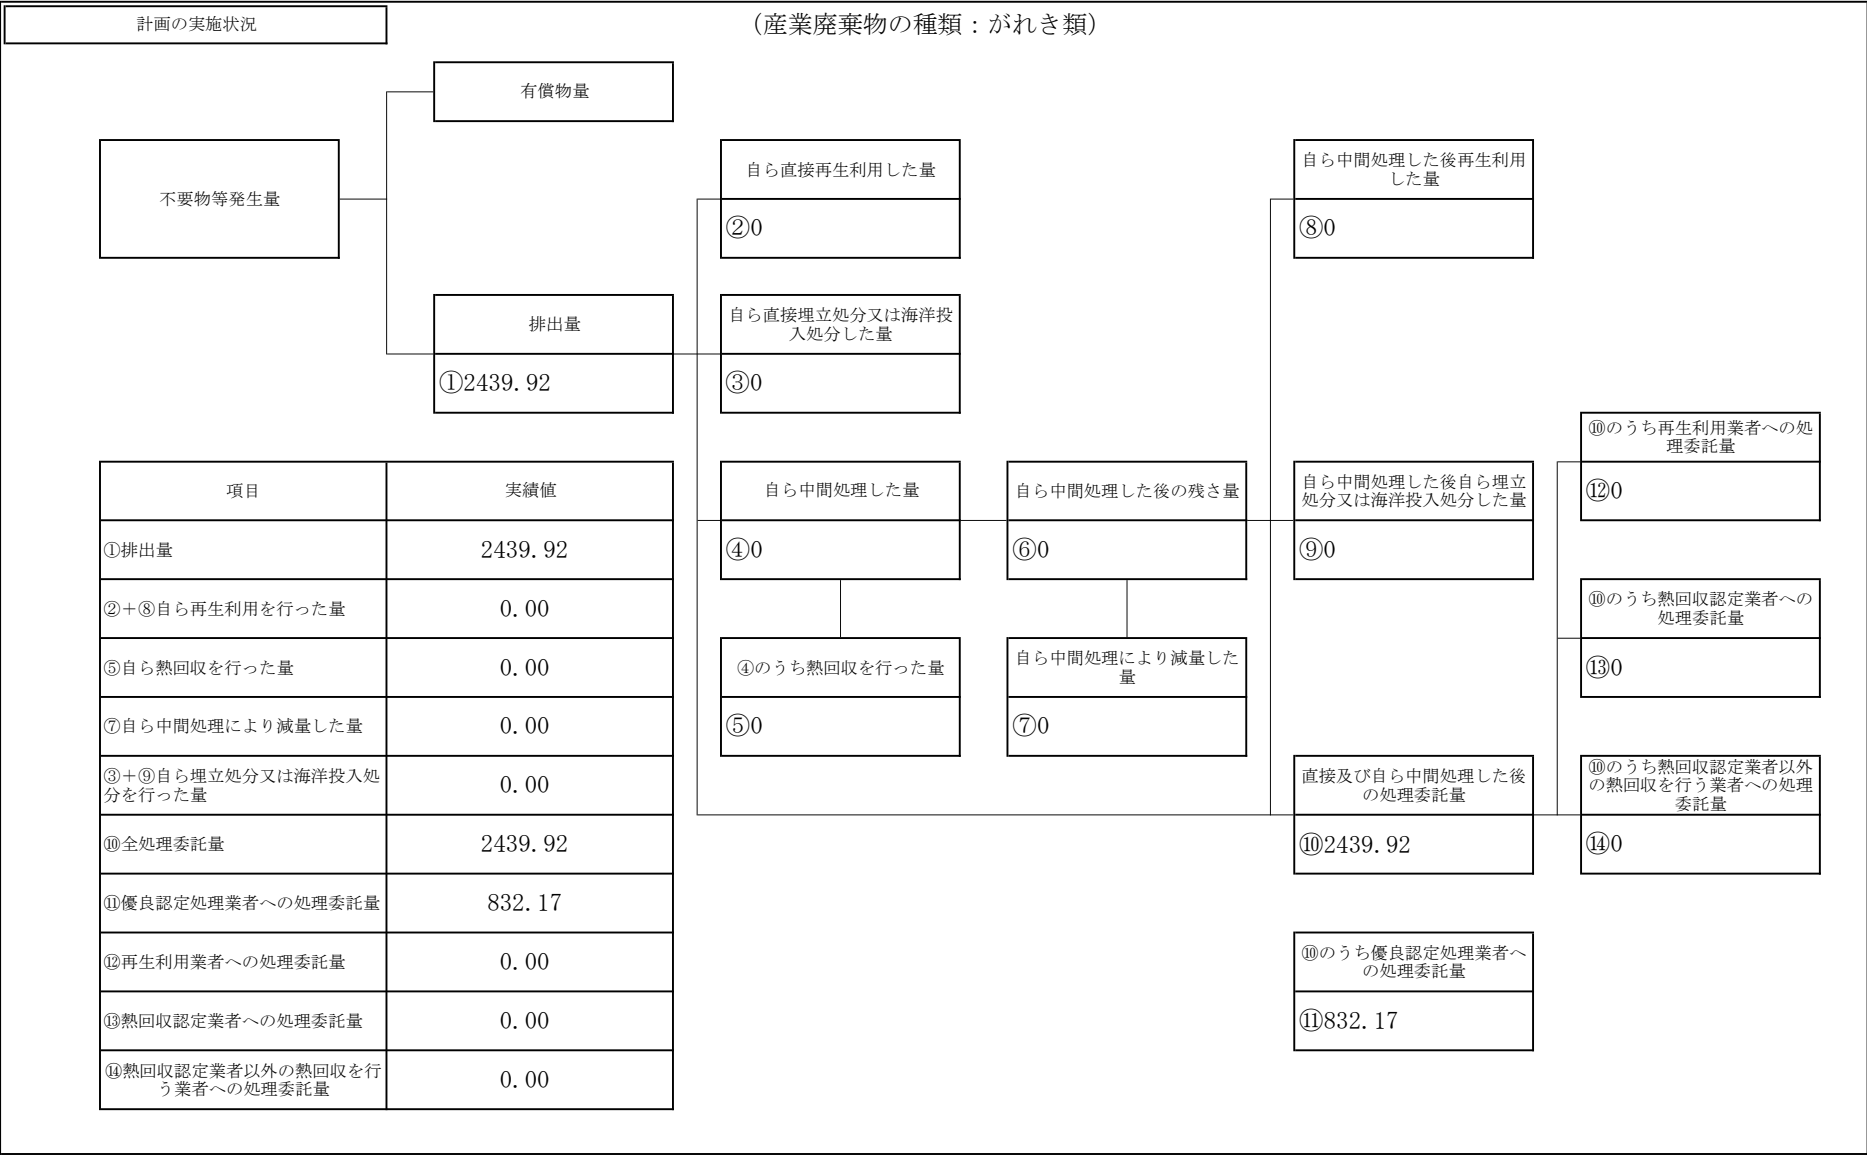 計画の実施状況
（産業廃棄物の種類：がれき類）
有償物量
不要物等発生量
排出量
①2439.92
自ら直接再生利用した量
②0
自ら直接埋立処分又は海洋投
入処分した量
③0
自ら中間処理した後再生利用
した量
⑧0
項目
実績値
①排出量
2439.92
②＋⑧自ら再生利用を行った量
0.00
⑤自ら熱回収を行った量
0.00
⑦自ら中間処理により減量した量
0.00
③＋⑨自ら埋立処分又は海洋投入処
分を行った量
0.00
⑩全処理委託量
2439.92
⑪優良認定処理業者への処理委託量
832.17
⑫再生利用業者への処理委託量
0.00
⑬熱回収認定業者への処理委託量
0.00
⑭熱回収認定業者以外の熱回収を行
う業者への処理委託量
0.00
自ら中間処理した量
④0
④のうち熱回収を行った量
⑤0
自ら中間処理した後の残さ量
⑥0
自ら中間処理により減量した
量
⑦0
自ら中間処理した後自ら埋立
処分又は海洋投入処分した量
⑨0
直接及び自ら中間処理した後
の処理委託量
⑩2439.92
⑩のうち優良認定処理業者へ
の処理委託量
⑪832.17
⑩のうち再生利用業者への処
理委託量
⑫0
⑩のうち熱回収認定業者への
処理委託量
⑬0
⑩のうち熱回収認定業者以外
の熱回収を行う業者への処理
委託量
⑭0